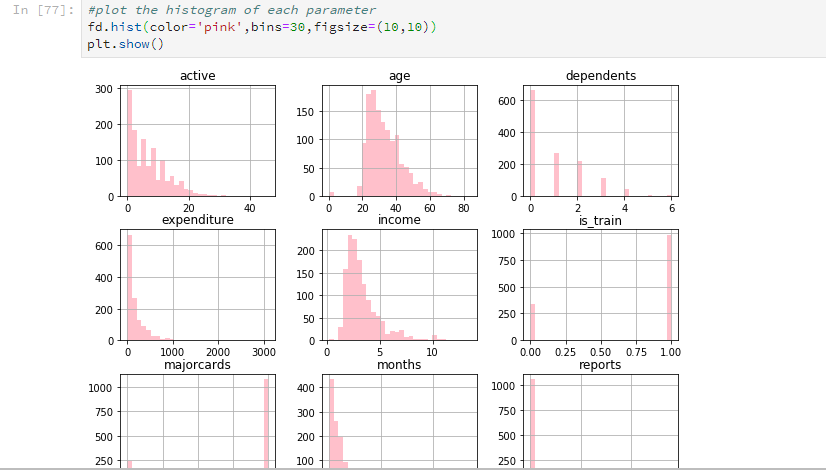 In [77]: #plot the histogram of each parameter
fd.hist(color='pink',bins=30,figsize=(10,10))
plt.show()
active
300
200
100
0
0 20 40
age
150
100
50
0
0 20 40 60 80
dependents
600
400
200
0
0 2 4 6
expenditure
600
400
200
0
0 1000 2000 3000
income
200
150
100
50
0
0 5 10
is_train
1000
750
500
250
0
0.00 0.25 0.50 0.75 1.00
majorcards
1000
750
500
250
months
400
300
200
100
reports
1000
750
500
250